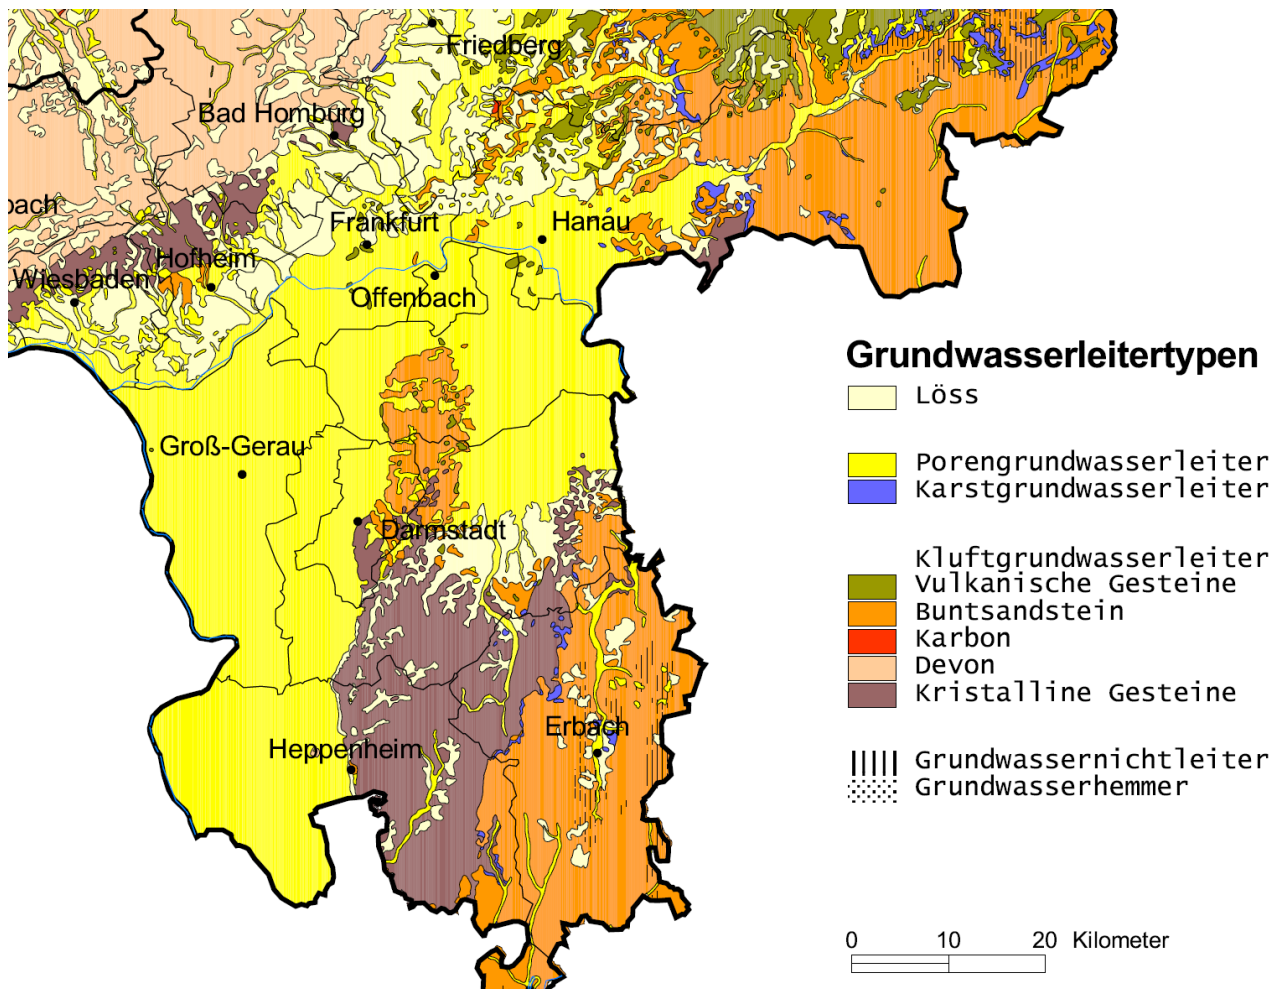 Friedberg
Bad Homburg
bach
Frankfurt
Hanau
Hofheim
Wiesbaden
Offenbach
Grundwasserleitertypen
Löss
Groß-Gerau
Porengrundwasserleiter
Karstgrundwasserleiter
Darmstadt
Kluftgrundwasserleiter
Vulkanische Gesteine
Buntsandstein
Karbon
Devon
Kristalline Gesteine
Erbach
Heppenheim
Grundwassernichtleiter
Grundwasserhemmer
0 10 20 Kilometer